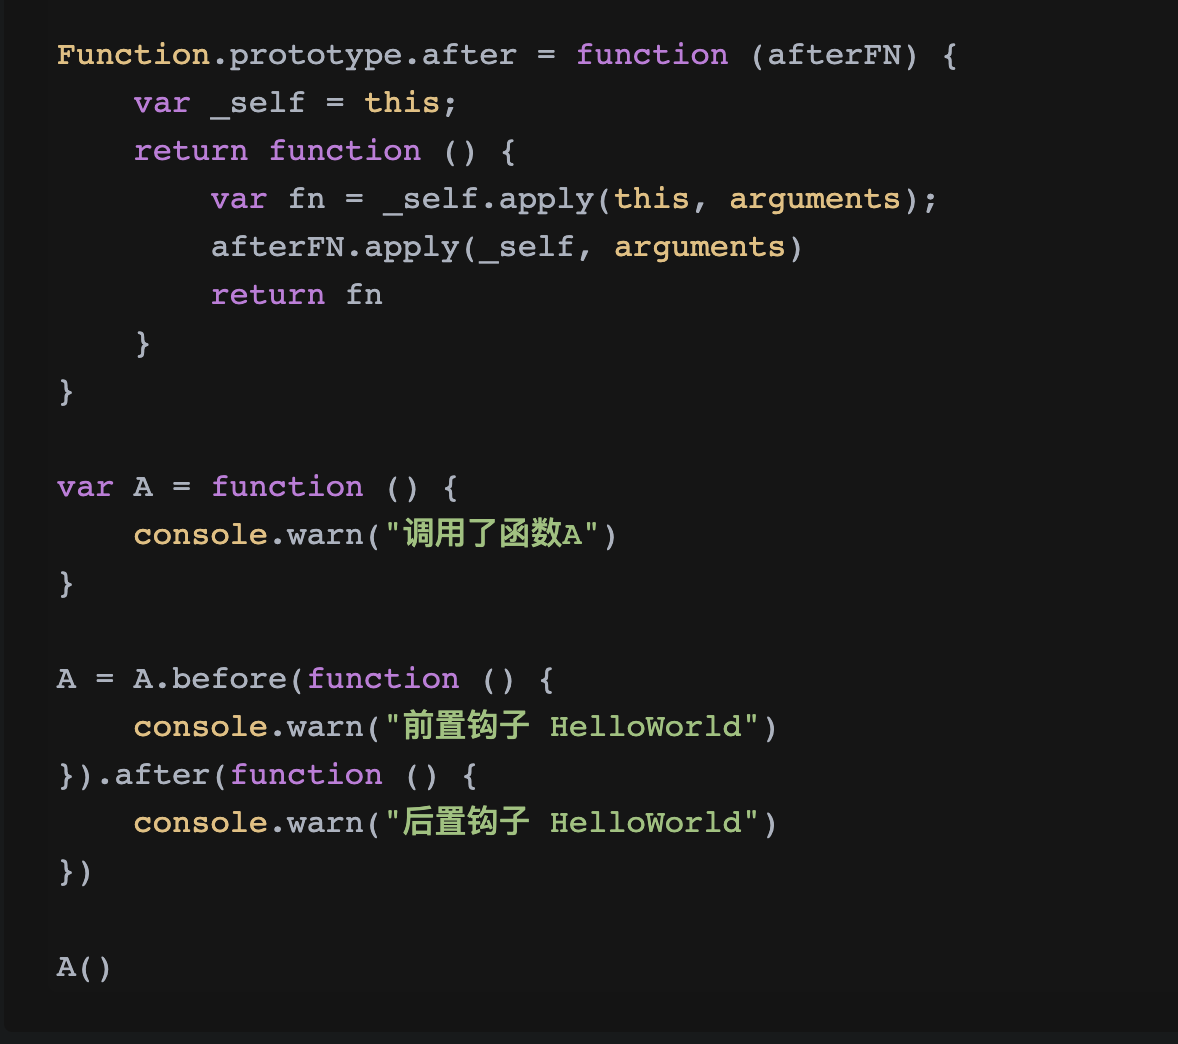 Function.prototype.after = function (afterFN) {
    var _self = this;
    return function () {
        var fn = _self.apply(this, arguments);
        afterFN.apply(_self, arguments)
        return fn
    }
}

var A = function () {
    console.warn("调用了函数A")
}

A = A.before(function () {
    console.warn("前置钩子 HelloWorld")
}).after(function () {
    console.warn("后置钩子 HelloWorld")
})

A()